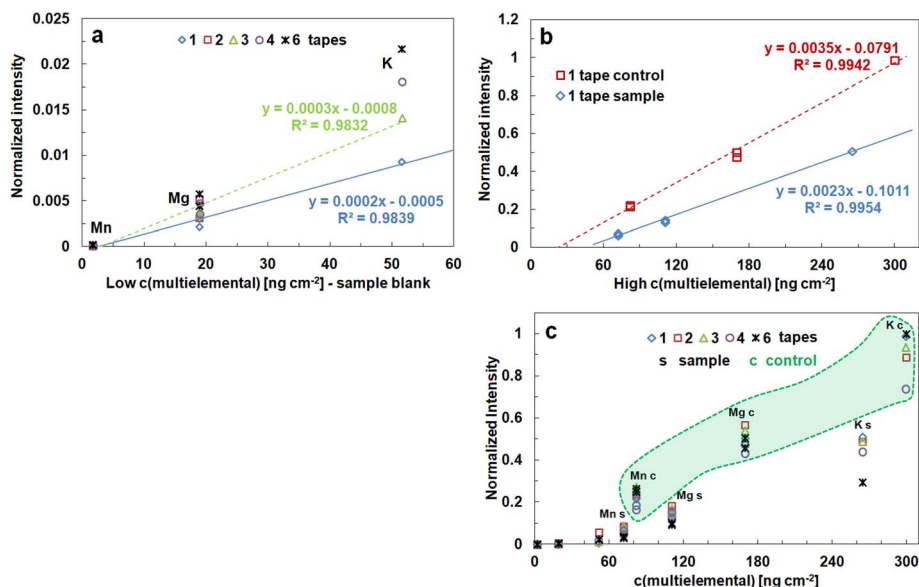 a
1 2 3 4 6 tapes
K
y = 0.0003x - 0.0008
R² = 0.9832
Mg
y = 0.0002x - 0.0005
R² = 0.9839
Mn
Normalized intensity
0.025
0.02
0.015
0.01
0.005
0
0 10 20 30 40 50 60
Low c(multielemental) [ng cm⁻²] - sample blank
b
y = 0.0035x - 0.0791
R² = 0.9942
1 tape control
1 tape sample
y = 0.0023x - 0.1011
R² = 0.9954
Normalized intensity
1.2
1
0.8
0.6
0.4
0.2
0
0 60 120 180 240 300
High c(multielemental) [ng cm⁻²]
c
1 2 3 4 6 tapes
s sample c control
K c
Mg c
K s
Mn c
Mg s
Mn s
Normalized Intensity
1
0.8
0.6
0.4
0.2
0
0 60 120 180 240 300
c(multielemental) [ng cm⁻²]